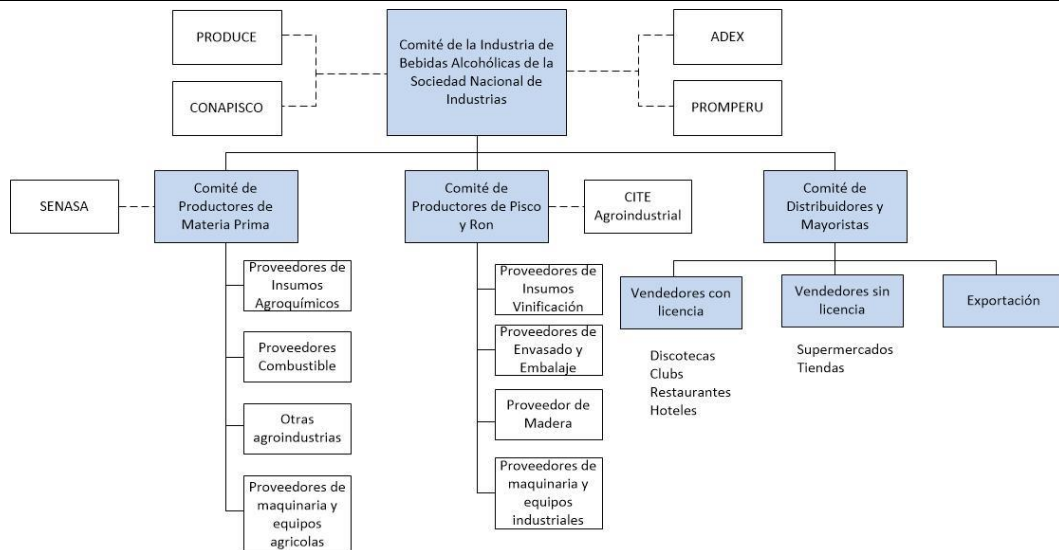 PRODUCE
CONAPISCO
Comité de la Industria de
Bebidas Alcohólicas de la
Sociedad Nacional de
Industrias
ADEX
PROMPERU
SENASA
Comité de
Productores de
Materia Prima
Comité de
Productores de Pisco
y Ron
CITE
Agroindustrial
Comité de
Distribuidores y
Mayoristas
Proveedores de
Insumos
Agroquímicos
Proveedores
Combustible
Otras
agroindustrias
Proveedores de
maquinaria y
equipos
agricolas
Proveedores de
Insumos
Vinificación
Proveedores de
Envasado y
Embalaje
Proveedor de
Madera
Proveedores de
maquinaria y
equipos
industriales
Vendedores con
licencia
Discotecas
Clubs
Restaurantes
Hoteles
Vendedores sin
licencia
Supermercados
Tiendas
Exportación